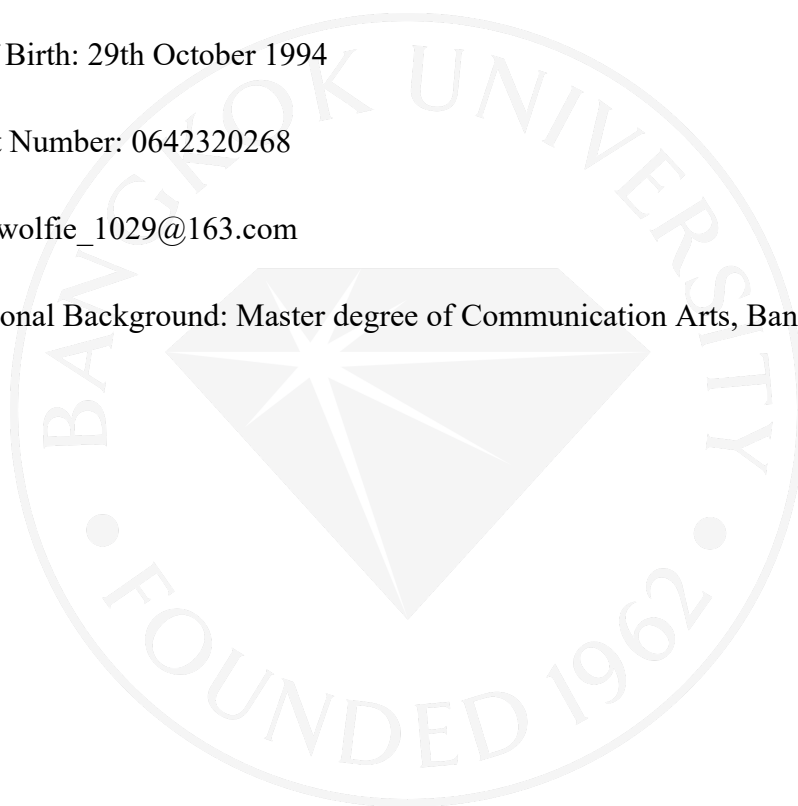 Birth: 29th October 1994
t Number: 0642320268
wolfie_1029@163.com
onal Background: Master degree of Communication Arts, Ban
BANGKOK UNIVERSITY
FOUNDED 1962